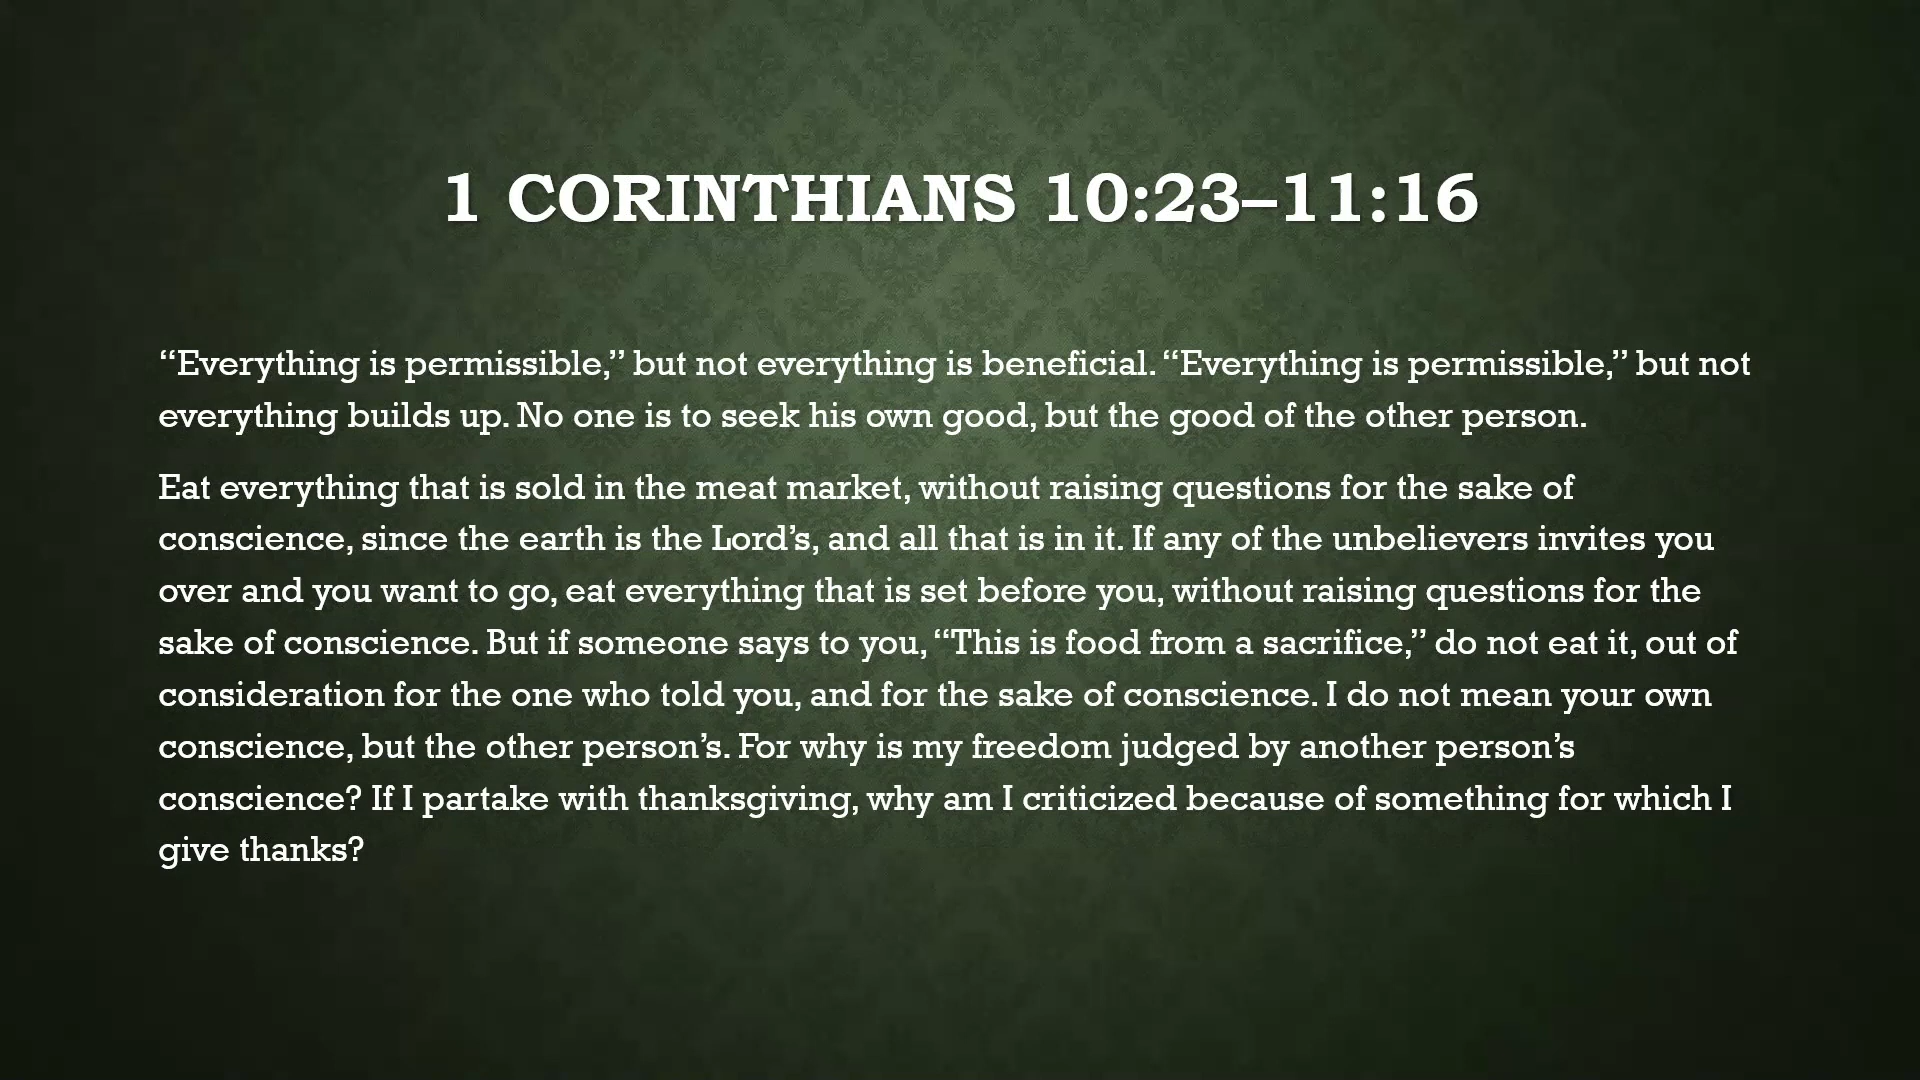 1 CORINTHIANS 10:23–11:16
“Everything is permissible,” but not everything is beneficial. “Everything is permissible,” but not
everything builds up. No one is to seek his own good, but the good of the other person.
Eat everything that is sold in the meat market, without raising questions for the sake of
conscience, since the earth is the Lord’s, and all that is in it. If any of the unbelievers invites you
over and you want to go, eat everything that is set before you, without raising questions for the
sake of conscience. But if someone says to you, “This is food from a sacrifice,” do not eat it, out of
consideration for the one who told you, and for the sake of conscience. I do not mean your own
conscience, but the other person’s. For why is my freedom judged by another person’s
conscience? If I partake with thanksgiving, why am I criticized because of something for which I
give thanks?